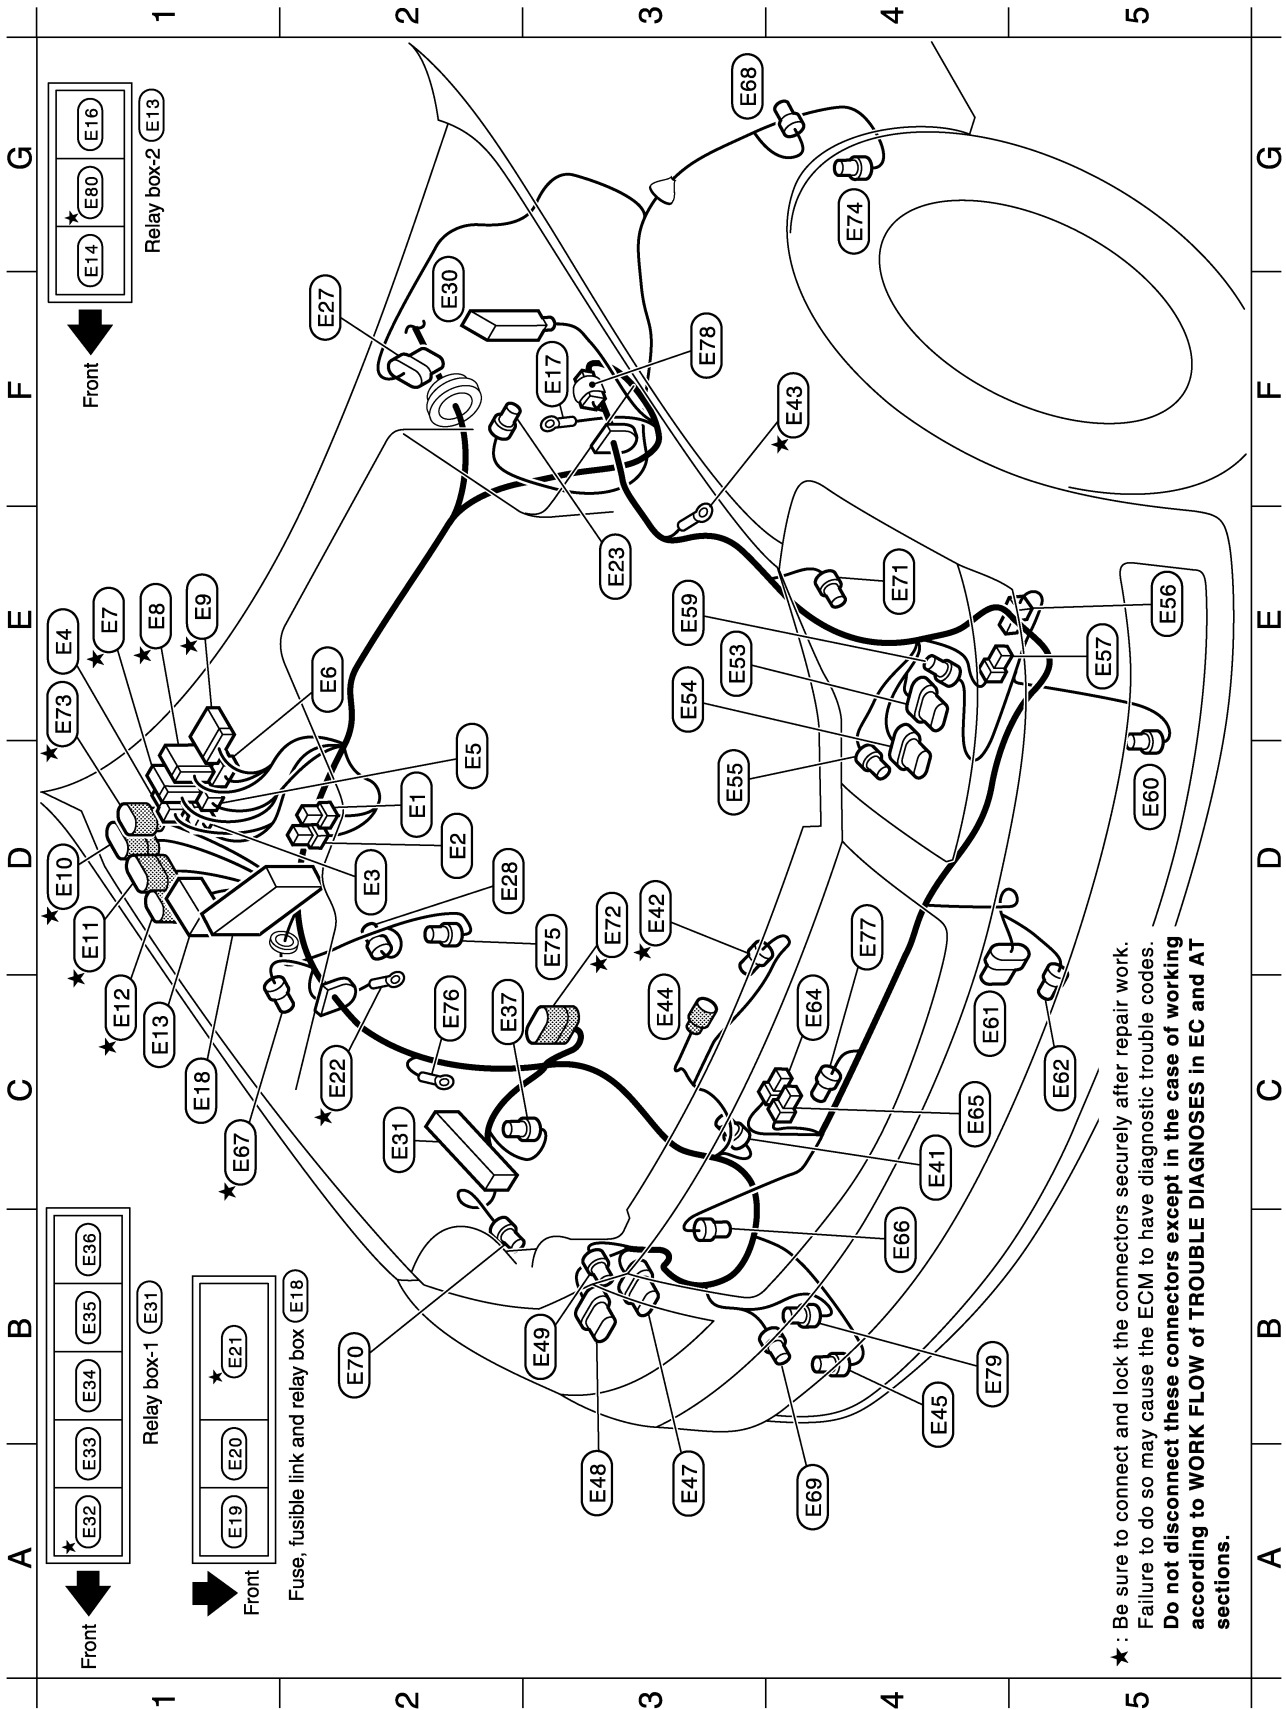 1 2 3 4 5
G
F
E
D
C
B
A
E14 ★ E80 E16
Relay box-2 E13
Front
★ E32 E33 E34 E35 E36
Relay box-1 E31
Front
E19 E20 ★ E21
Fuse, fusible link and relay box E18
Front
E68
E74
E30
E27
E17
E78
★ E43
E23
E4
★ E7
★ E8
★ E9
★ E73
E6
E5
E1
E2
E3
★ E10
★ E11
★ E12
E13
E18
★ E67
E28
E75
★ E72
★ E42
E77
★ E22
E76
E37
E44
E64
E31
E65
E41
E61
E62
E59
E71
E53
E54
E55
E56
E57
E60
E66
E70
E49
E48
E47
E69
E45
E79
★ : Be sure to connect and lock the connectors securely after repair work.
Failure to do so may cause the ECM to have diagnostic trouble codes.
Do not disconnect these connectors except in the case of working
according to WORK FLOW of TROUBLE DIAGNOSES in EC and AT
sections.
1 2 3 4 5
G
F
E
D
C
B
A